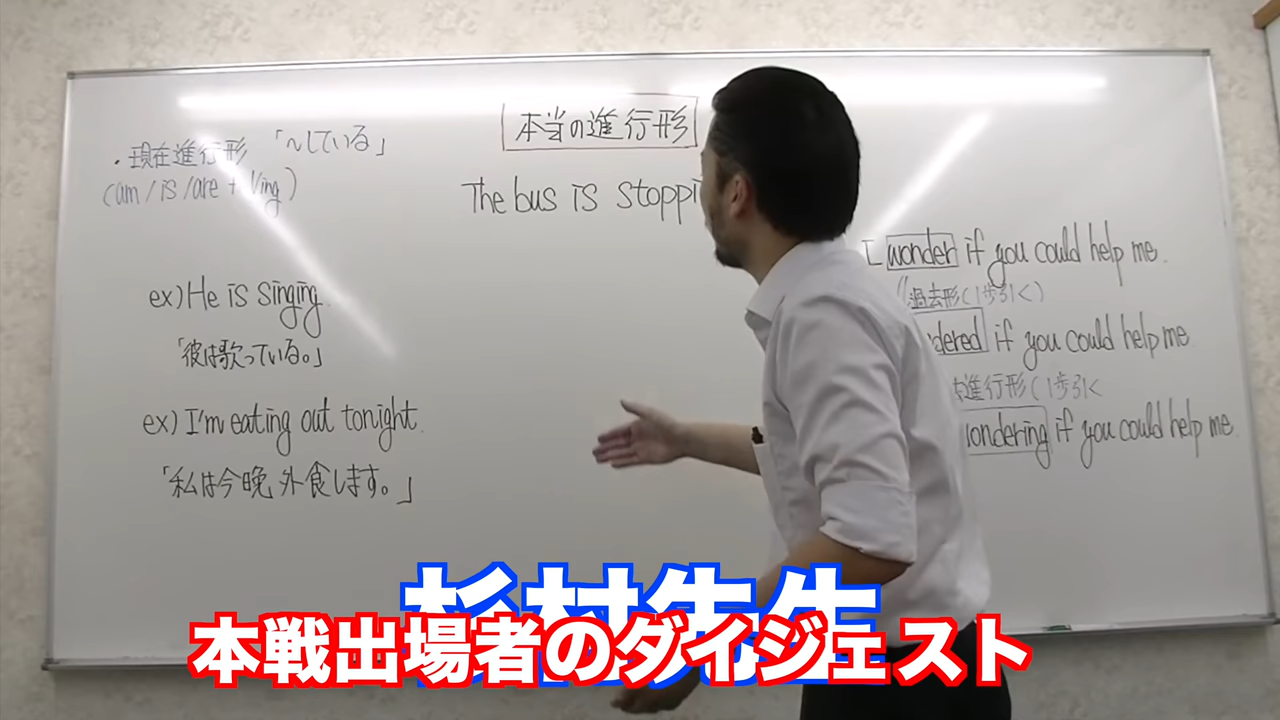 本当の進行形
・現在進行形 「～している」
(am / is / are + Ving)
The bus is stoppi
ex) He is singing.
「彼は歌っている。」
ex) I'm eating out tonight.
「私は今晩、外食します。」
I wonder if you could help me.
過去形(1歩引く)
dered if you could help me
進行形(1歩引く
ondering if you could help me.
杉村先生
本戦出場者のダイジェスト